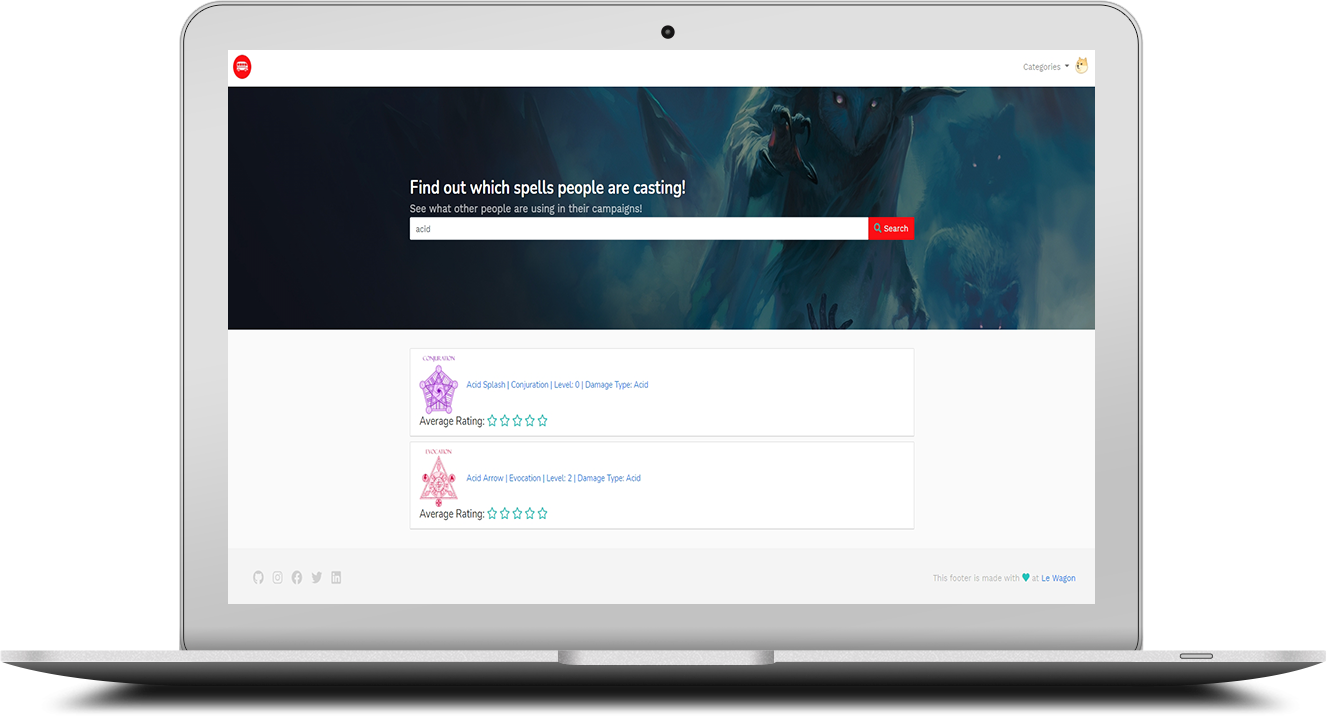 Categories
Find out which spells people are casting!
See what other people are using in their campaigns!
acid
Search
CONJURATION
Acid Splash | Conjuration | Level: 0 | Damage Type: Acid
Average Rating:
EVOCATION
Acid Arrow | Evocation | Level: 2 | Damage Type: Acid
Average Rating:
This footer is made with at Le Wagon